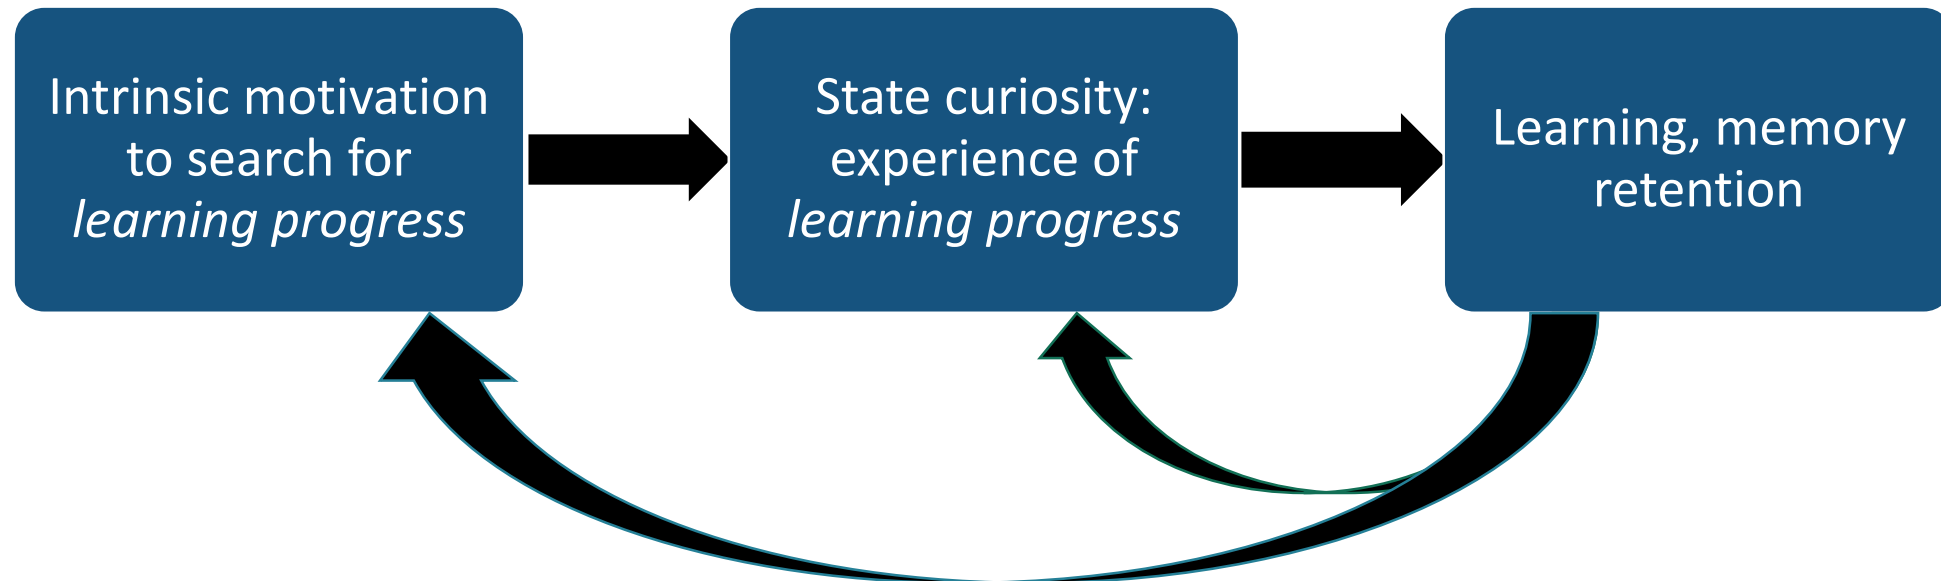 Intrinsic motivation
to search for
learning progress
State curiosity:
experience of
learning progress
Learning, memory
retention